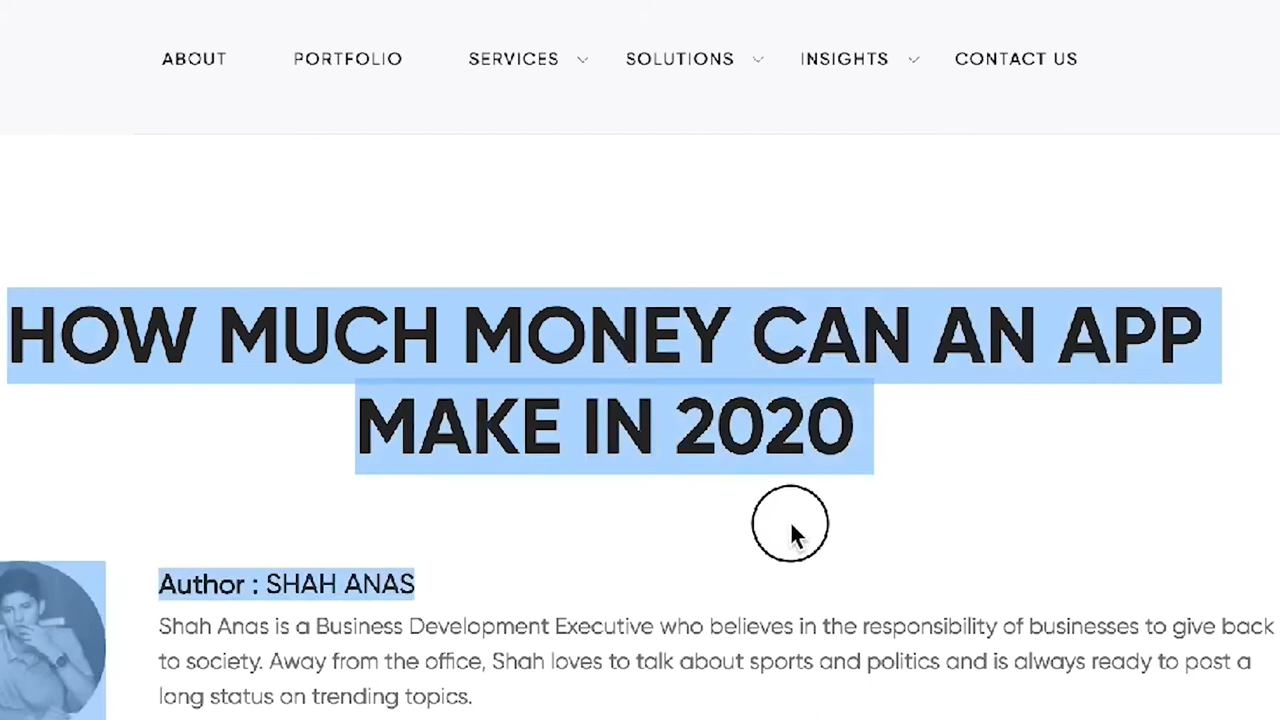 ABOUT PORTFOLIO SERVICES SOLUTIONS INSIGHTS CONTACT US
HOW MUCH MONEY CAN AN APP
MAKE IN 2020
Author : SHAH ANAS
Shah Anas is a Business Development Executive who believes in the responsibility of businesses to give back
to society. Away from the office, Shah loves to talk about sports and politics and is always ready to post a
long status on trending topics.